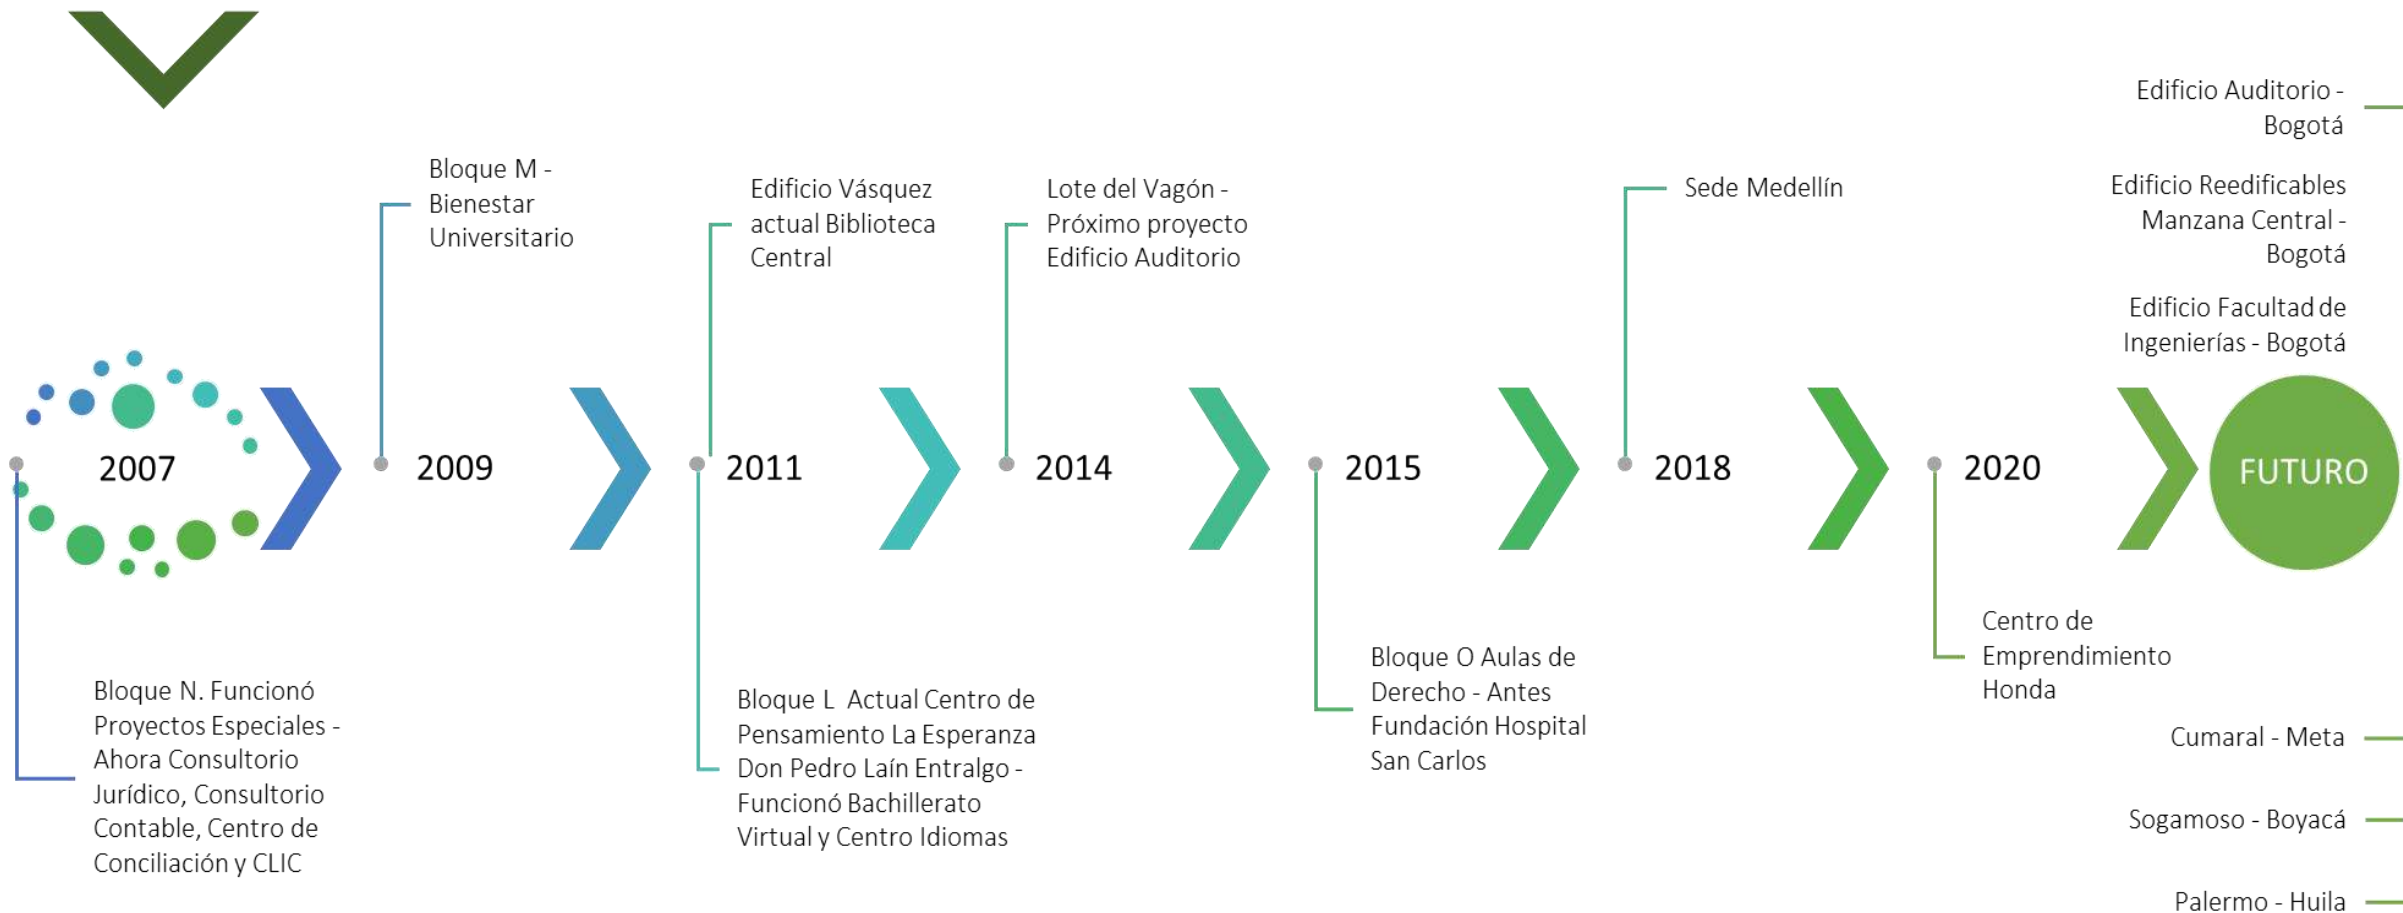 Edificio Auditorio -
Bogotá
Bloque M -
Bienestar
Universitario
Edificio Vásquez
actual Biblioteca
Central
Lote del Vagón -
Próximo proyecto
Edificio Auditorio
Sede Medellín
Edificio Reedificables
Manzana Central -
Bogotá
Edificio Facultad de
Ingenierías - Bogotá
2007
2009
2011
2014
2015
2018
2020
FUTURO
Bloque N. Funcionó
Proyectos Especiales -
Ahora Consultorio
Jurídico, Consultorio
Contable, Centro de
Conciliación y CLIC
Bloque L Actual Centro de
Pensamiento La Esperanza
Don Pedro Laín Entralgo -
Funcionó Bachillerato
Virtual y Centro Idiomas
Bloque O Aulas de
Derecho - Antes
Fundación Hospital
San Carlos
Centro de
Emprendimiento
Honda
Cumaral - Meta
Sogamoso - Boyacá
Palermo - Huila